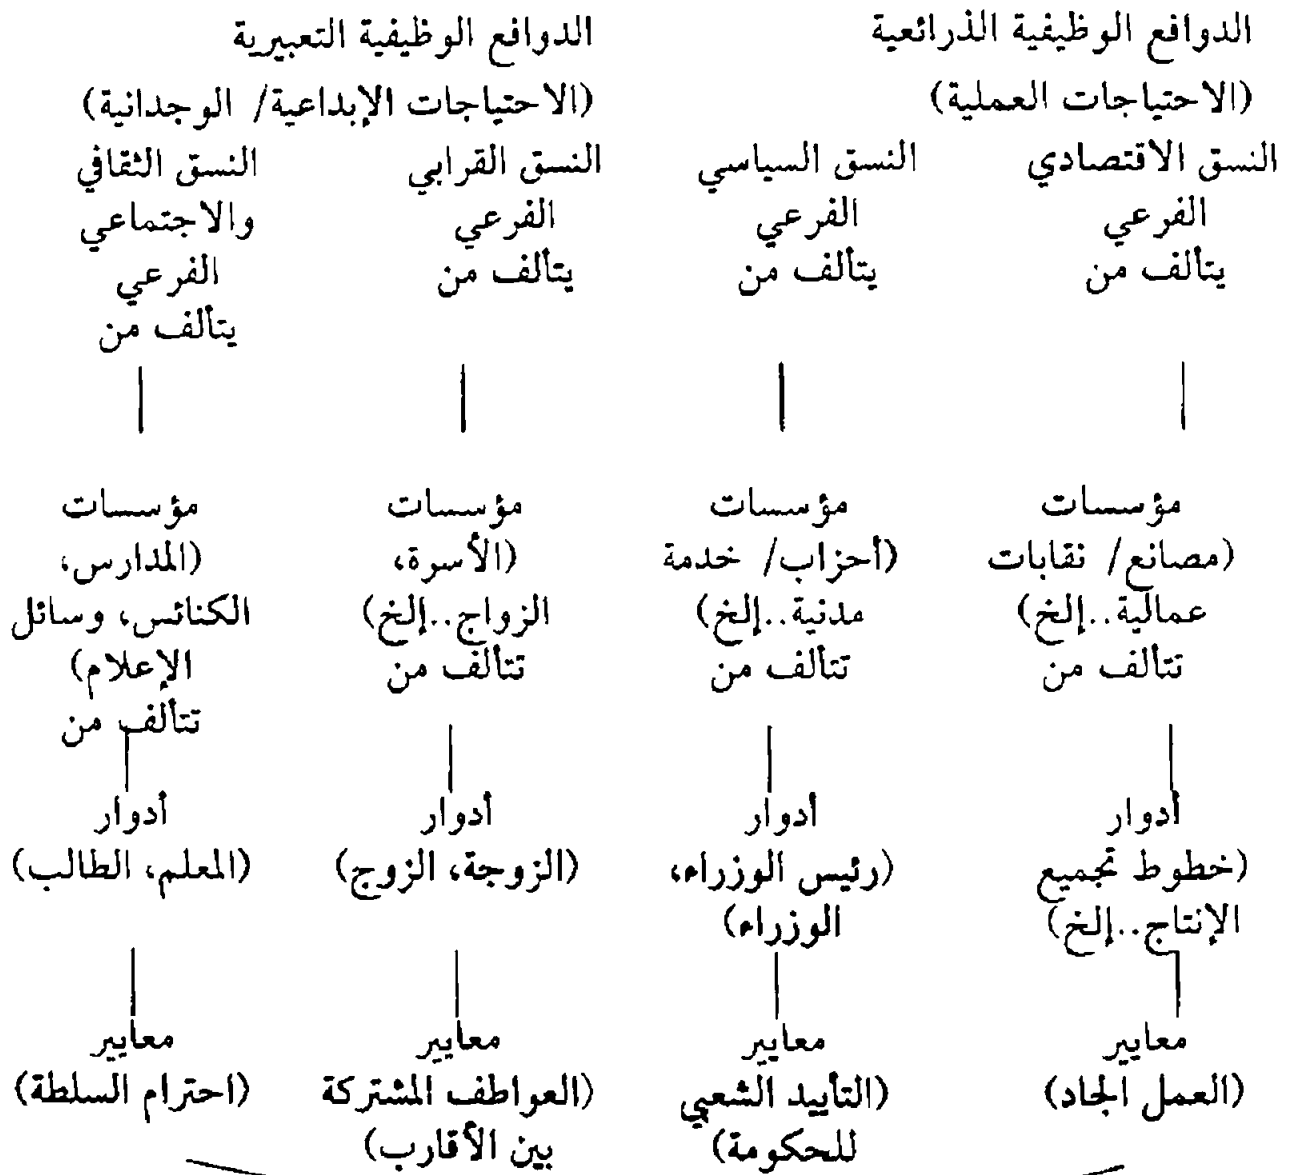 الدوافع الوظيفية الذرائعية
(الاحتياجات العملية)
الدوافع الوظيفية التعبيرية
(الاحتياجات الإبداعية/ الوجدانية)
النسق الاقتصادي
الفرعي
يتألف من
النسق السياسي
الفرعي
يتألف من
النسق القرابي
الفرعي
يتألف من
النسق الثقافي
والاجتماعي
الفرعي
يتألف من
مؤسسات
(مصانع/ نقابات
عمالية..إلخ)
تتألف من
مؤسسات
(أحزاب/ خدمة
مدنية..إلخ)
تتألف من
مؤسسات
(الأسرة،
الزواج..إلخ)
تتألف من
مؤسسات
(المدارس،
الكنائس، وسائل
الإعلام)
تتألف من
أدوار
(خطوط تجميع
الإنتاج..إلخ)
أدوار
(رئيس الوزراء،
الوزراء)
أدوار
(الزوجة، الزوج)
أدوار
(المعلم، الطالب)
معايير
(العمل الجاد)
معايير
(التأييد الشعبي
للحكومة)
معايير
(العواطف المشتركة
بين الأقارب)
معايير
(احترام السلطة)